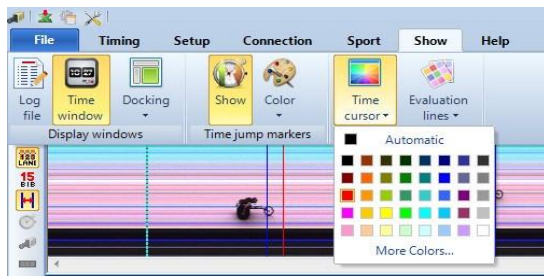 File Timing Setup Connection Sport Show Help
Log file
Time window
Docking
Show
Color
Time cursor
Evaluation lines
Display windows
Time jump markers
Automatic
More Colors...
123
LANE
15
BIB